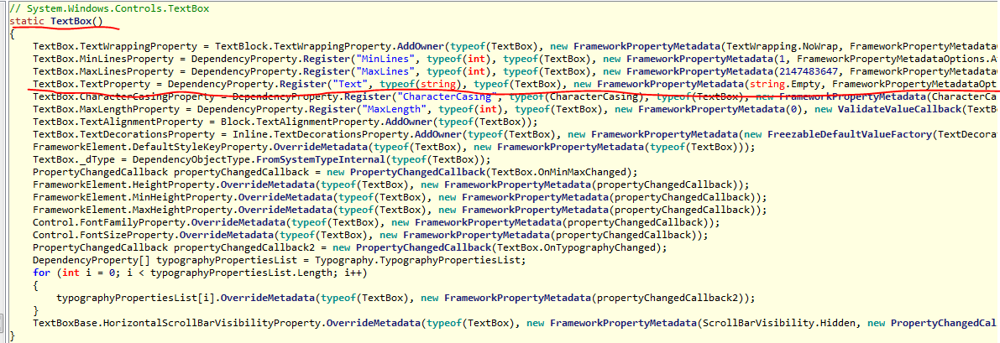 // System.Windows.Controls.TextBox
static TextBox()
{
TextBox.TextWrappingProperty = TextBlock.TextWrappingProperty.AddOwner(typeof(TextBox), new FrameworkPropertyMetadata(TextWrapping.NoWrap, FrameworkPropertyMetadata
TextBox.MinLinesProperty = DependencyProperty.Register("MinLines", typeof(int), typeof(TextBox), new FrameworkPropertyMetadata(1, FrameworkPropertyMetadataOptions.A
TextBox.MaxLinesProperty = DependencyProperty.Register("MaxLines", typeof(int), typeof(TextBox), new FrameworkPropertyMetadata(2147483647, FrameworkPropertyMetadata
TextBox.TextProperty = DependencyProperty.Register("Text", typeof(string), typeof(TextBox), new FrameworkPropertyMetadata(string.Empty, FrameworkPropertyMetadataOpt
TextBox.CharacterCasingProperty = DependencyProperty.Register("CharacterCasing", typeof(CharacterCasing), typeof(TextBox), new FrameworkPropertyMetadata(CharacterCa
TextBox.MaxLengthProperty = DependencyProperty.Register("MaxLength", typeof(int), typeof(TextBox), new FrameworkPropertyMetadata(0), new ValidateValueCallback(TextB
TextBox.TextAlignmentProperty = Block.TextAlignmentProperty.AddOwner(typeof(TextBox));
TextBox.TextDecorationsProperty = Inline.TextDecorationsProperty.AddOwner(typeof(TextBox), new FrameworkPropertyMetadata(new FreezableDefaultValueFactory(TextDecorat
FrameworkElement.DefaultStyleKeyProperty.OverrideMetadata(typeof(TextBox), new FrameworkPropertyMetadata(typeof(TextBox)));
TextBox._dType = DependencyObjectType.FromSystemTypeInternal(typeof(TextBox));
PropertyChangedCallback propertyChangedCallback = new PropertyChangedCallback(TextBox.OnMinMaxChanged);
FrameworkElement.HeightProperty.OverrideMetadata(typeof(TextBox), new FrameworkPropertyMetadata(propertyChangedCallback));
FrameworkElement.MinHeightProperty.OverrideMetadata(typeof(TextBox), new FrameworkPropertyMetadata(propertyChangedCallback));
FrameworkElement.MaxHeightProperty.OverrideMetadata(typeof(TextBox), new FrameworkPropertyMetadata(propertyChangedCallback));
Control.FontFamilyProperty.OverrideMetadata(typeof(TextBox), new FrameworkPropertyMetadata(propertyChangedCallback));
Control.FontSizeProperty.OverrideMetadata(typeof(TextBox), new FrameworkPropertyMetadata(propertyChangedCallback));
PropertyChangedCallback propertyChangedCallback2 = new PropertyChangedCallback(TextBox.OnTypographyChanged);
DependencyProperty[] typographyPropertiesList = Typography.TypographyPropertiesList;
for (int i = 0; i < typographyPropertiesList.Length; i++)
{
typographyPropertiesList[i].OverrideMetadata(typeof(TextBox), new FrameworkPropertyMetadata(propertyChangedCallback2));
}
TextBoxBase.HorizontalScrollBarVisibilityProperty.OverrideMetadata(typeof(TextBox), new FrameworkPropertyMetadata(ScrollBarVisibility.Hidden, new PropertyChangedCal
}